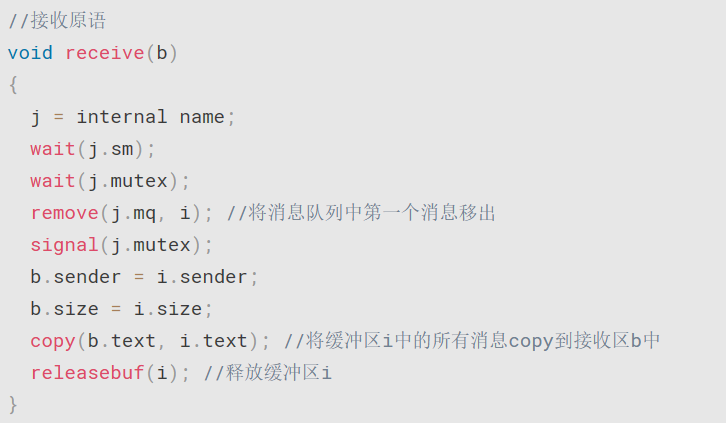 //接收原语
void receive(b)
{
  j = internal name;
  wait(j.sm);
  wait(j.mutex);
  remove(j.mq, i); //将消息队列中第一个消息移出
  signal(j.mutex);
  b.sender = i.sender;
  b.size = i.size;
  copy(b.text, i.text); //将缓冲区i中的所有消息copy到接收区b中
  releasebuf(i); //释放缓冲区i
}